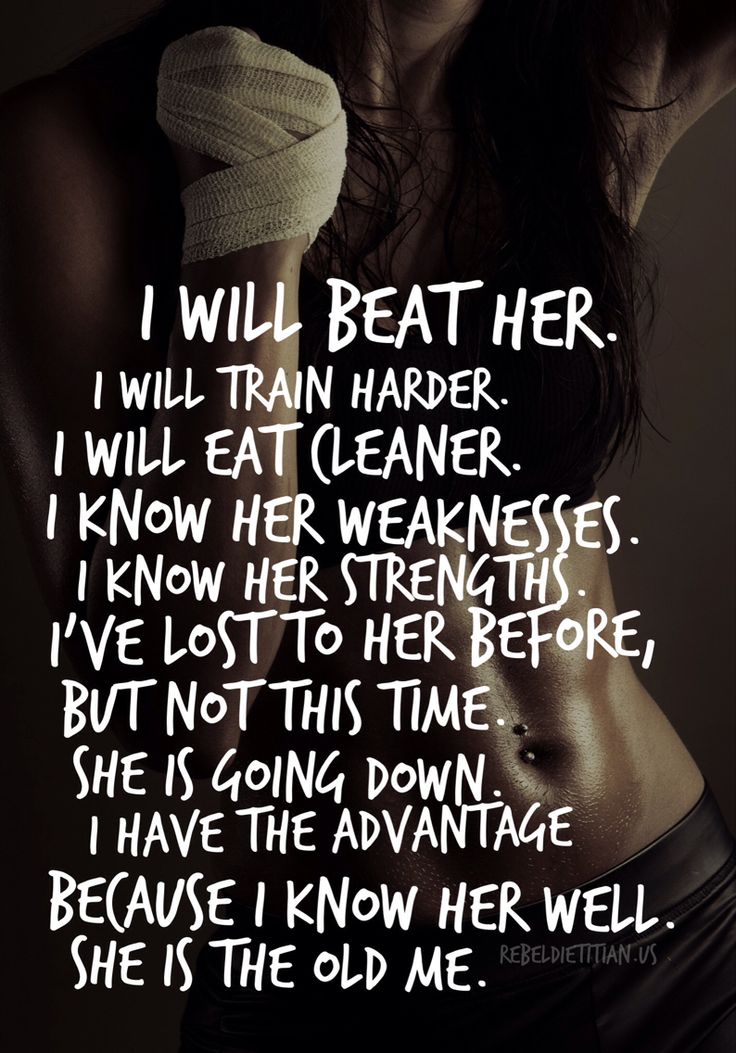 I WILL BEAT HER.
I WILL TRAIN HARDER.
I WILL EAT CLEANER.
I KNOW HER WEAKNESSES.
I KNOW HER STRENGTHS.
I'VE LOST TO HER BEFORE,
BUT NOT THIS TIME.
SHE IS GOING DOWN.
I HAVE THE ADVANTAGE
BECAUSE I KNOW HER WELL.
SHE IS THE OLD ME.
REBELDIETITIAN.US